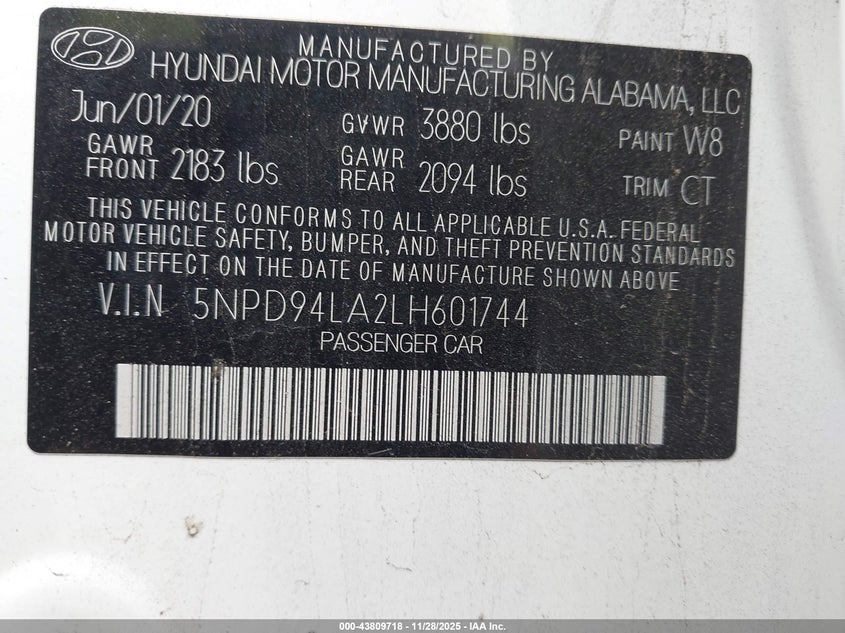 MANUFACTURED BY
HYUNDAI MOTOR MANUFACTURING ALABAMA, LLC
Jun/01/20 GVWR 3880 lbs PAINT W8
GAWR FRONT 2183 lbs GAWR REAR 2094 lbs TRIM CT
THIS VEHICLE CONFORMS TO ALL APPLICABLE U.S.A. FEDERAL
MOTOR VEHICLE SAFETY, BUMPER, AND THEFT PREVENTION STANDARDS
IN EFFECT ON THE DATE OF MANUFACTURE SHOWN ABOVE
V.I.N 5NPD94LA2LH601744
PASSENGER CAR
000-43809718 - 11/28/2025 - IAA Inc.